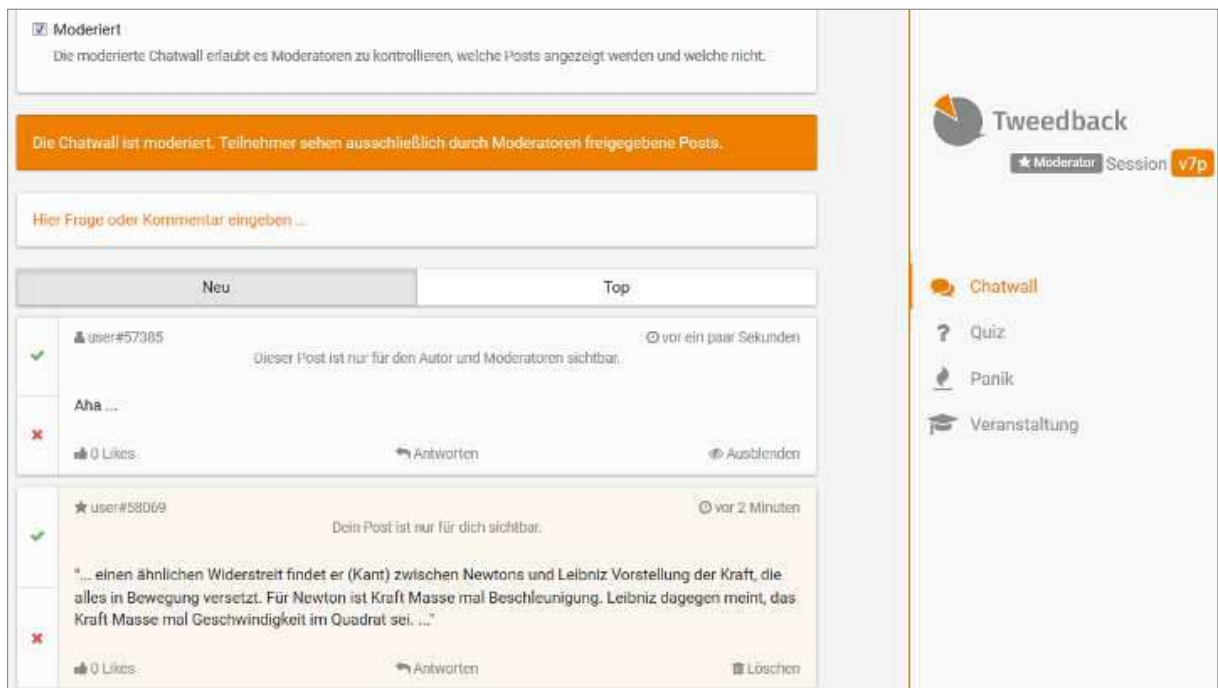 Moderiert
Die moderierte Chatwall erlaubt es Moderatoren zu kontrollieren, welche Posts angezeigt werden und welche nicht.
Die Chatwall ist moderiert. Teilnehmer sehen ausschließlich durch Moderatoren freigegebene Posts.
Hier Frage oder Kommentar eingeben ...
Neu
Top
user#57385
vor ein paar Sekunden
Dieser Post ist nur für den Autor und Moderatoren sichtbar.
Aha ...
0 Likes
Antworten
Ausblenden
user#58069
vor 2 Minuten
Dein Post ist nur für dich sichtbar.
"... einen ähnlichen Widerstreit findet er (Kant) zwischen Newtons und Leibniz Vorstellung der Kraft, die
alles in Bewegung versetzt. Für Newton ist Kraft Masse mal Beschleunigung. Leibniz dagegen meint, das
Kraft Masse mal Geschwindigkeit im Quadrat sei. ..."
0 Likes
Antworten
Löschen
Tweedback
Moderator Session v7p
Chatwall
Quiz
Panik
Veranstaltung